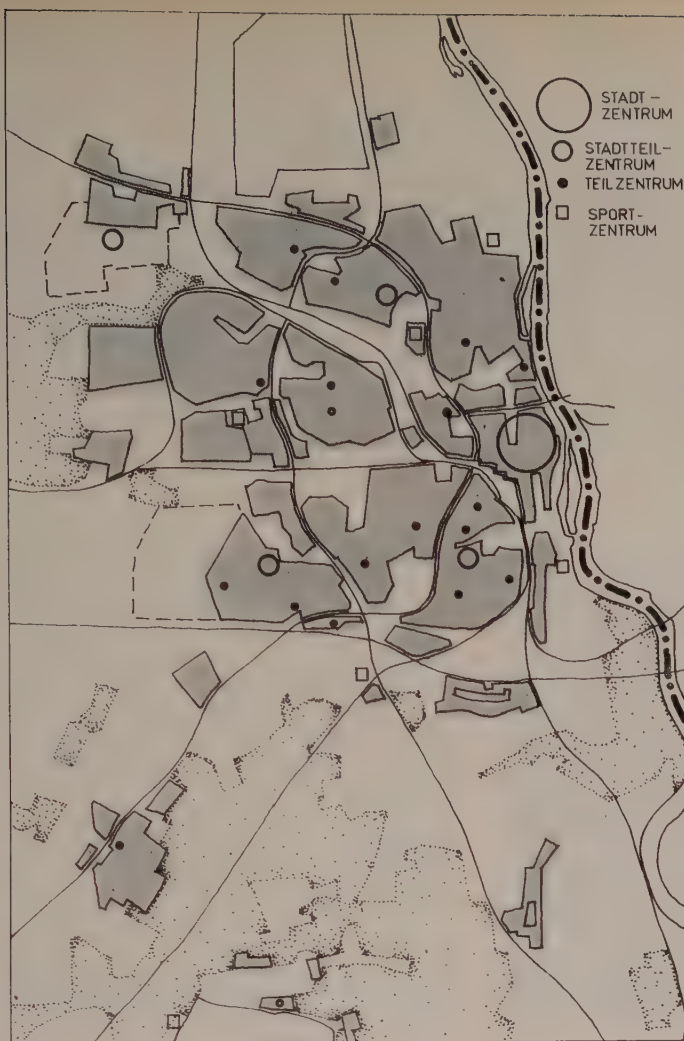 STADT-
ZENTRUM
STADTTEIL-
ZENTRUM
TEILZENTRUM
SPORT-
ZENTRUM